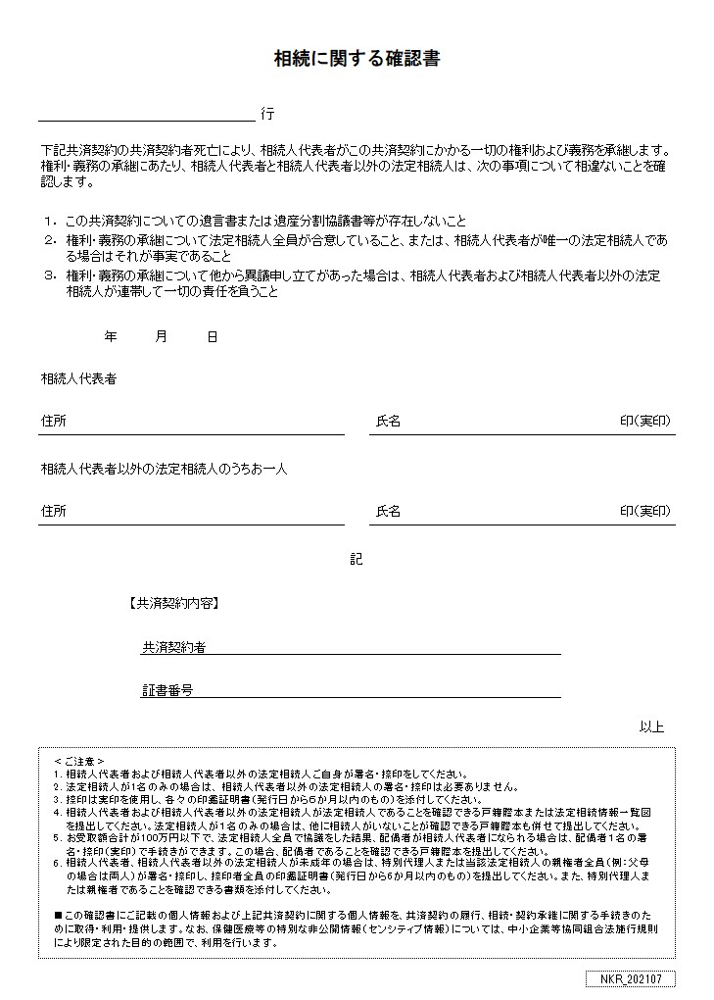 相続に関する確認書
行
下記共済契約の共済契約者死亡により、相続人代表者がこの共済契約にかかる一切の権利および義務を承継します。
権利・義務の承継にあたり、相続人代表者と相続人代表者以外の法定相続人は、次の事項について相違ないことを確
認します。
1. この共済契約についての遺言書または遺産分割協議書等が存在しないこと
2. 権利・義務の承継について法定相続人全員が合意していること、または、相続人代表者が唯一の法定相続人であ
る場合はそれが事実であること
3. 権利・義務の承継について他から異議申し立てがあった場合は、相続人代表者および相続人代表者以外の法定
相続人が連帯して一切の責任を負うこと
年 月 日
相続人代表者
住所 氏名 印(実印)
相続人代表者以外の法定相続人のうちお一人
住所 氏名 印(実印)
記
【共済契約内容】
共済契約者
証書番号
以上
<ご注意>
1. 相続人代表者および相続人代表者以外の法定相続人ご自身が署名・捺印をしてください。
2. 法定相続人が1名のみの場合は、相続人代表者以外の法定相続人の署名・捺印は必要ありません。
3. 捺印は実印を使用し、各々の印鑑証明書(発行日から6か月以内のもの)を添付してください。
4. 相続人代表者および相続人代表者以外の法定相続人が法定相続人であることを確認できる戸籍謄本または法定相続情報一覧図
を提出してください。法定相続人が1名のみの場合は、他に相続人がいないことが確認できる戸籍謄本も併せて提出してください。
5. お受取額合計が100万円以下で、法定相続人全員で協議をした結果、配偶者が相続人代表者になられる場合は、配偶者1名の署
名・捺印(実印)で手続きができます。この場合、配偶者であることを確認できる戸籍謄本を提出してください。
6. 相続人代表者、相続人代表者以外の法定相続人が未成年の場合は、特別代理人または当該法定相続人の親権者全員(例:父母
の場合は両人)が署名・捺印し、捺印者全員の印鑑証明書(発行日から6か月以内のもの)を提出してください。また、特別代理人ま
たは親権者であることを確認できる書類を添付してください。
■この確認書にご記載の個人情報および上記共済契約に関する個人情報を、共済契約の履行、相続・契約承継に関する手続きのた
めに取得・利用・提供します。なお、保健医療等の特別な非公開情報(センシティブ情報)については、中小企業等協同組合法施行規則
により限定された目的の範囲で、利用を行います。
NKR_202107